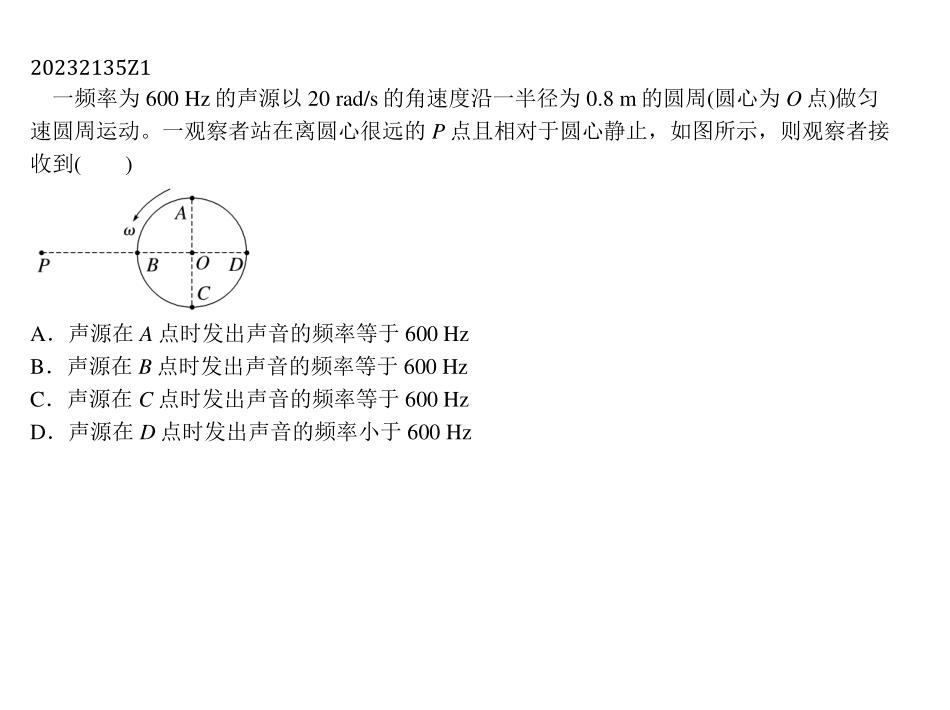 20232135Z1
一频率为 600 Hz 的声源以 20 rad/s 的角速度沿一半径为 0.8 m 的圆周(圆心为 O 点)做匀
速圆周运动。一观察者站在离圆心很远的 P 点且相对于圆心静止，如图所示，则观察者接
收到(　　)
A
ω
P B O D
C
A．声源在 A 点时发出声音的频率等于 600 Hz
B．声源在 B 点时发出声音的频率等于 600 Hz
C．声源在 C 点时发出声音的频率等于 600 Hz
D．声源在 D 点时发出声音的频率小于 600 Hz